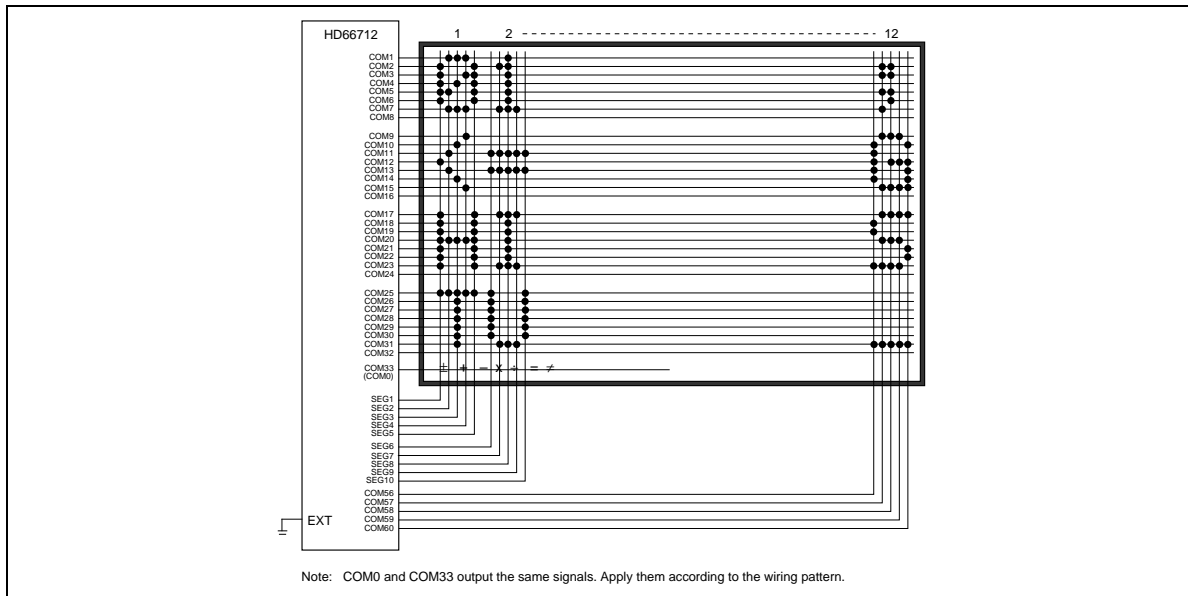 HD66712
1 2 12
COM1
COM2
COM3
COM4
COM5
COM6
COM7
COM8
COM9
COM10
COM11
COM12
COM13
COM14
COM15
COM16
COM17
COM18
COM19
COM20
COM21
COM22
COM23
COM24
COM25
COM26
COM27
COM28
COM29
COM30
COM31
COM32
COM33
(COM0)
± + − x ÷ = ≠
SEG1
SEG2
SEG3
SEG4
SEG5
SEG6
SEG7
SEG8
SEG9
SEG10
COM56
COM57
COM58
COM59
COM60
EXT
Note: COM0 and COM33 output the same signals. Apply them according to the wiring pattern.